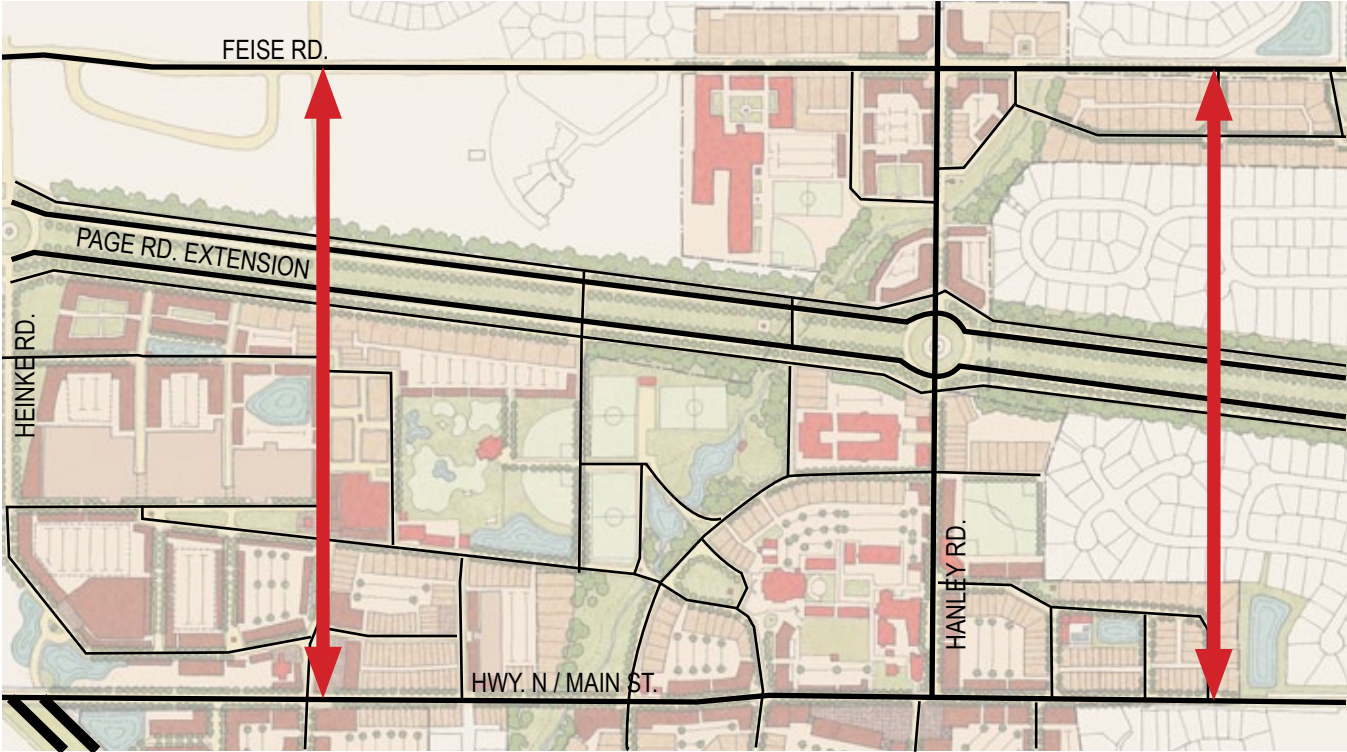 FEISE RD.
PAGE RD. EXTENSION
HEINKE RD.
HANLEY RD.
HWY. N / MAIN ST.